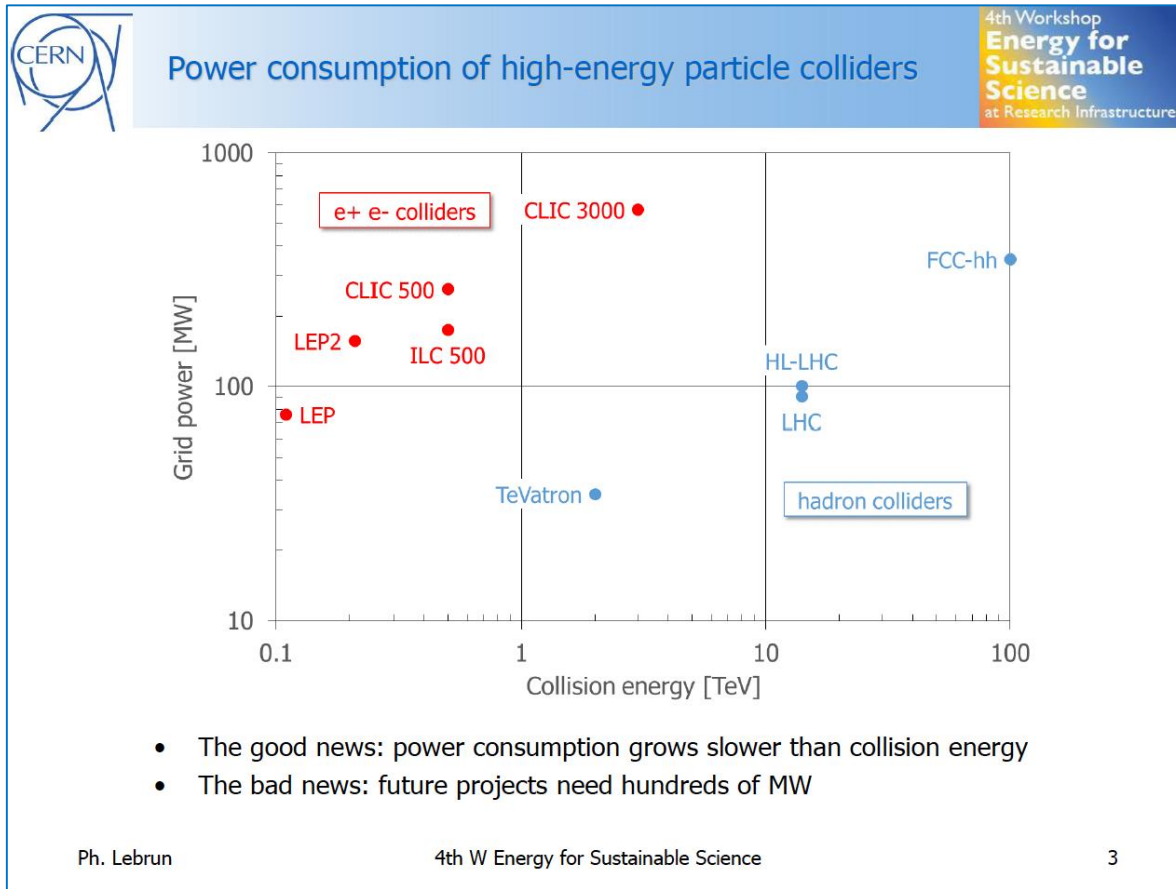 CERN
Power consumption of high-energy particle colliders
4th Workshop
Energy for
Sustainable
Science
at Research Infrastructure
1000
100
10
Grid power [MW]
e+ e- colliders
CLIC 3000
FCC-hh
CLIC 500
LEP2
ILC 500
HL-LHC
LEP
LHC
TeVatron
hadron colliders
0.1
1
10
100
Collision energy [TeV]
• The good news: power consumption grows slower than collision energy
• The bad news: future projects need hundreds of MW
Ph. Lebrun
4th W Energy for Sustainable Science
3